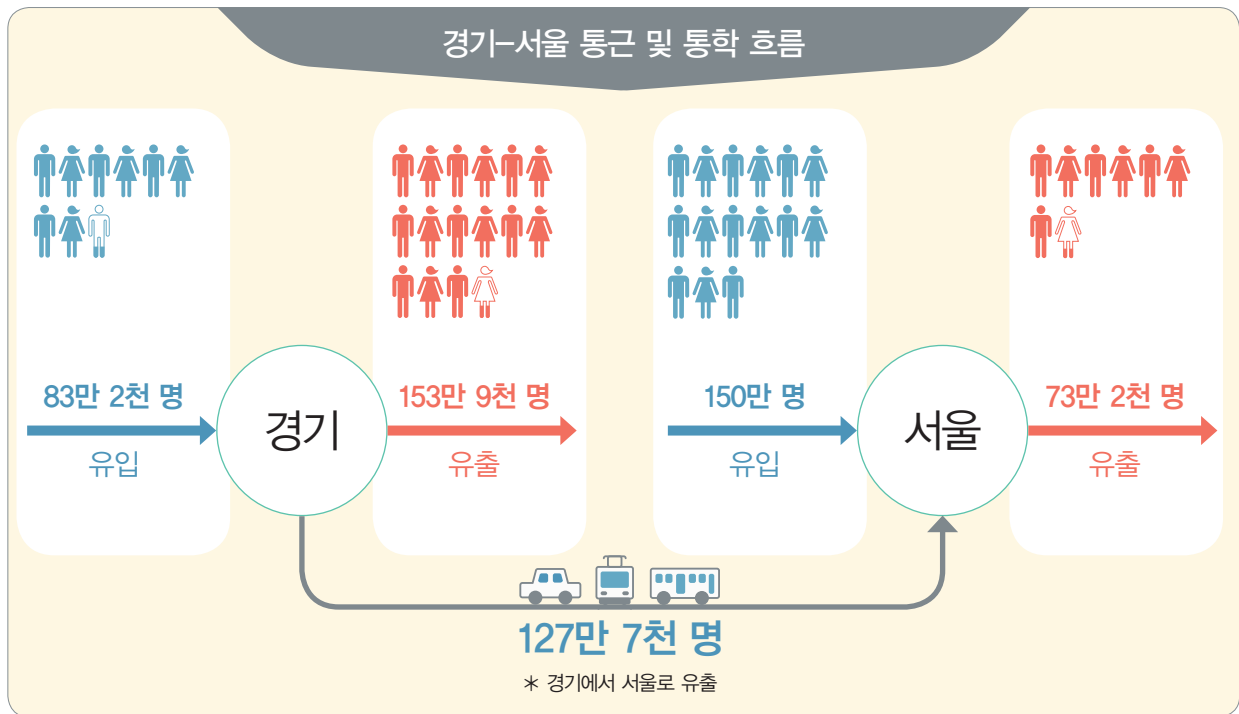 경기-서울 통근 및 통학 흐름
83만 2천 명
유입
경기
153만 9천 명
유출
150만 명
유입
서울
73만 2천 명
유출
127만 7천 명
* 경기에서 서울로 유출